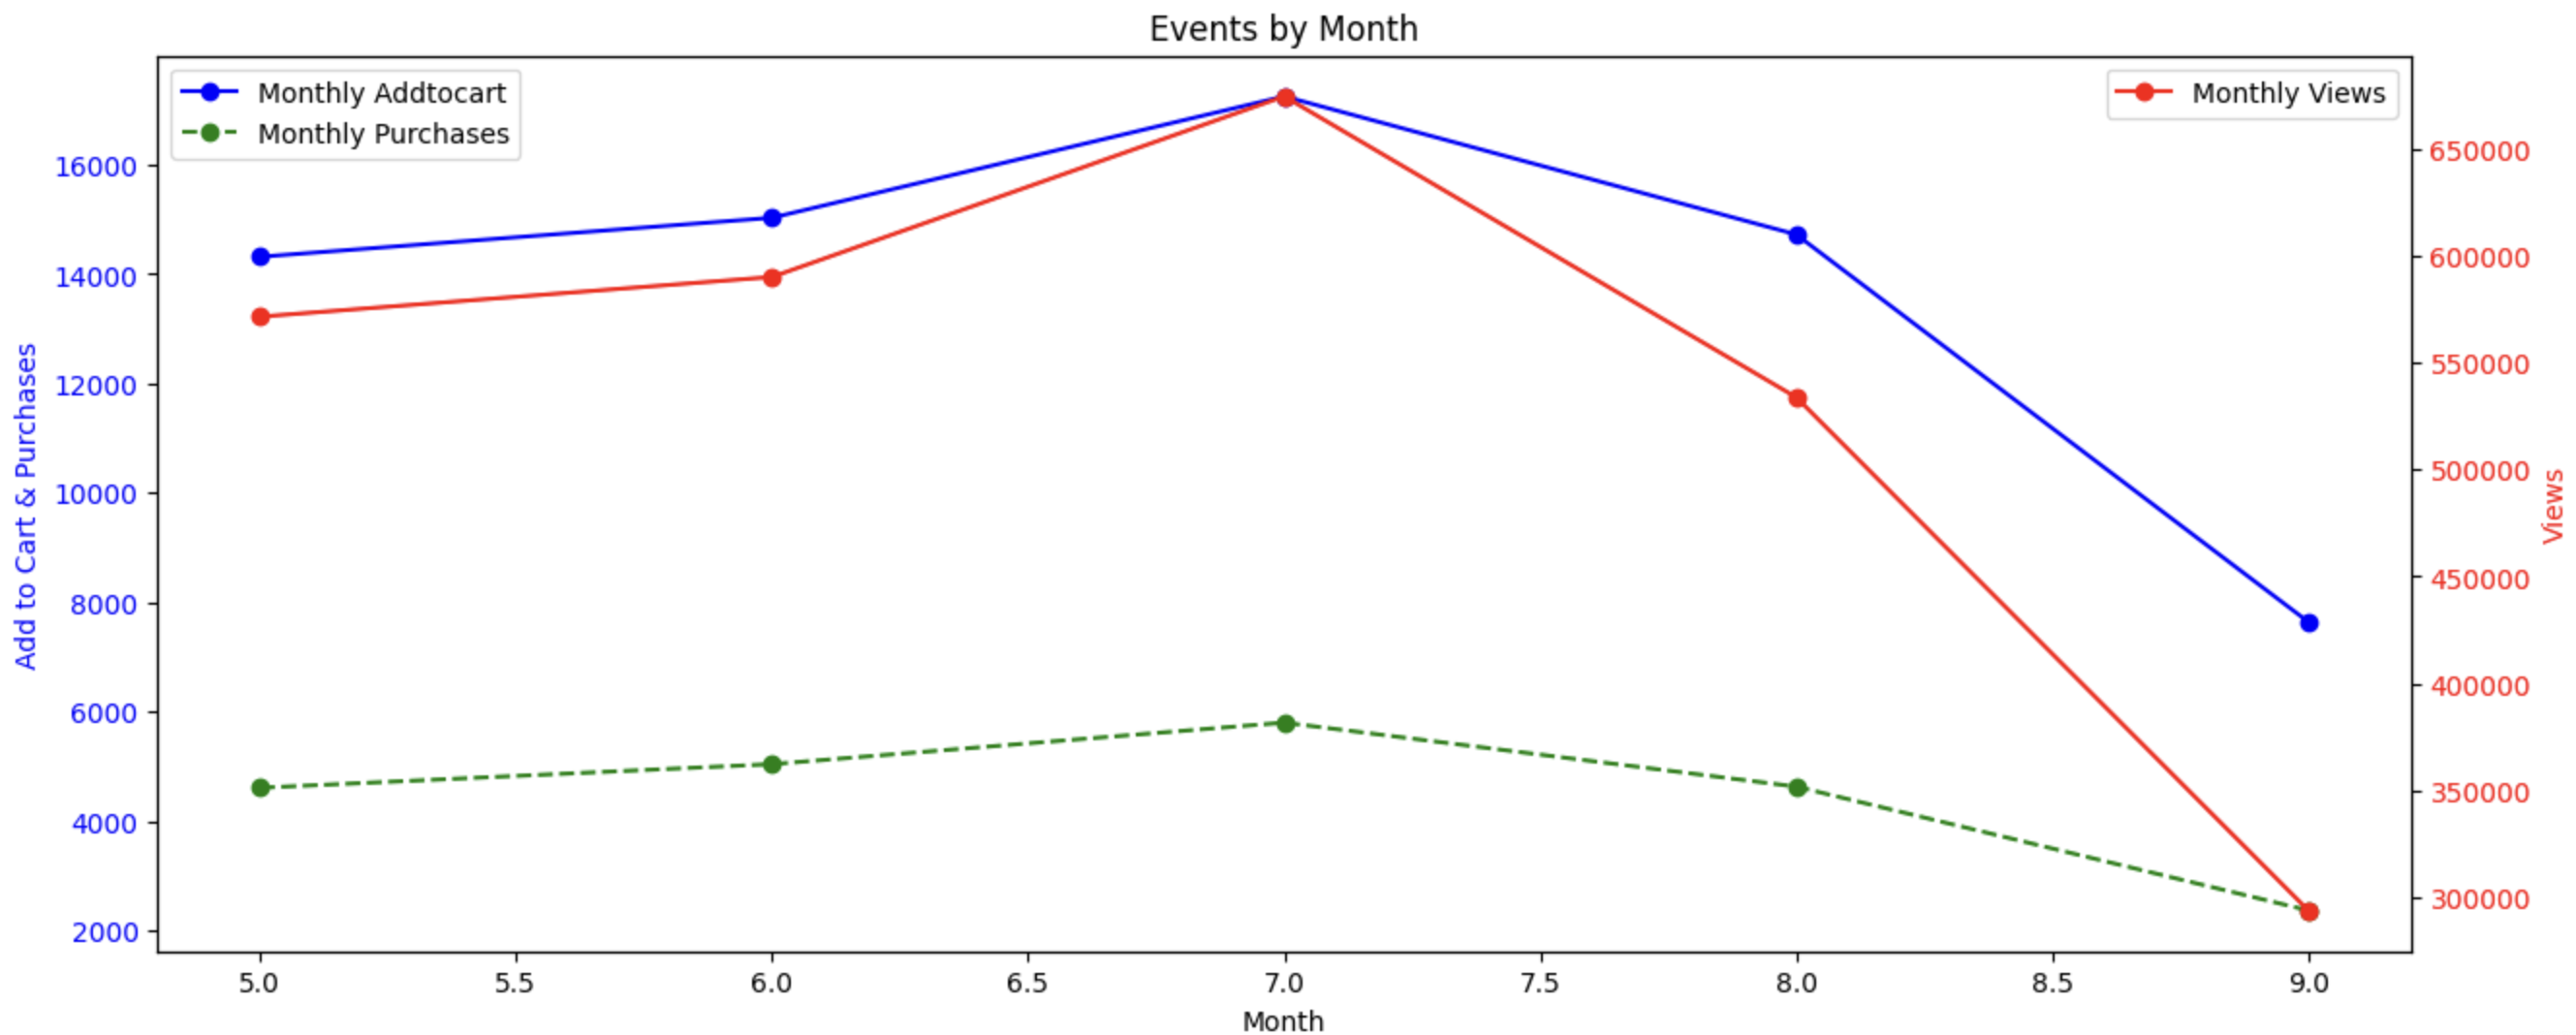 Events by Month
Monthly Addtocart
Monthly Purchases
Monthly Views
Add to Cart & Purchases
16000
14000
12000
10000
8000
6000
4000
2000
650000
600000
550000
500000
450000
400000
350000
300000
Views
5.0 5.5 6.0 6.5 7.0 7.5 8.0 8.5 9.0
Month